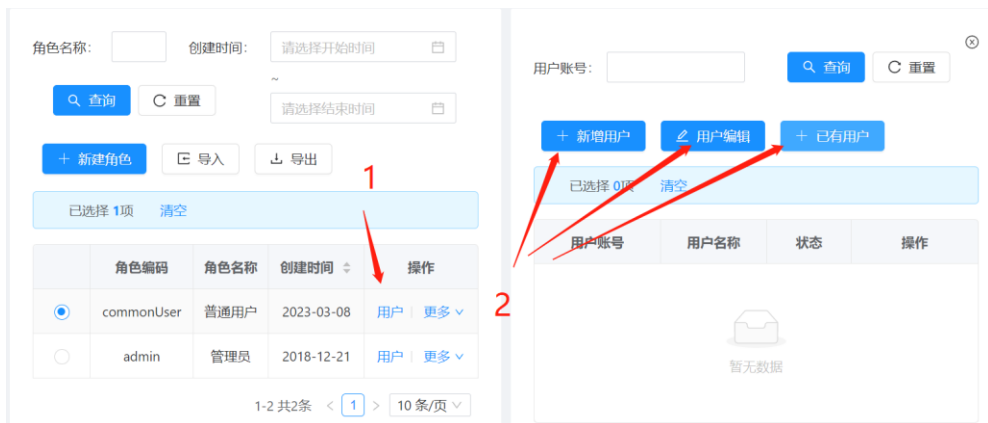 角色名称:
创建时间:
请选择开始时间
~
请选择结束时间
查询
重置
新建角色
导入
导出
1
已选择 1项 清空
角色编码 角色名称 创建时间 操作
commonUser 普通用户 2023-03-08 用户 更多
admin 管理员 2018-12-21 用户 更多
1-2 共2条 < 1 > 10 条/页
用户账号:
查询
重置
新增用户
用户编辑
已有用户
已选择 0项 清空
用户账号 用户名称 状态 操作
2
暂无数据